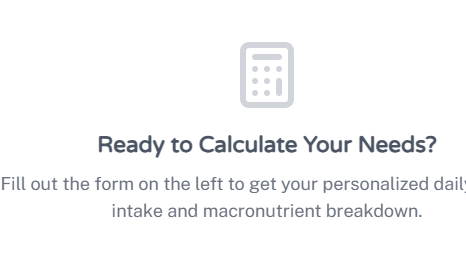 Ready to Calculate Your Needs?
Fill out the form on the left to get your personalized daily
intake and macronutrient breakdown.